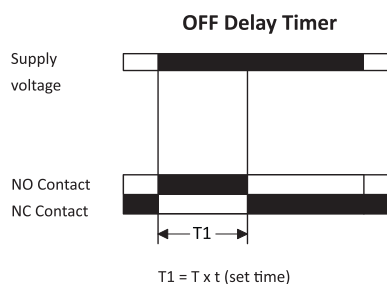 OFF Delay Timer
Supply
voltage
NO Contact
NC Contact
T1
T1 = T x t (set time)